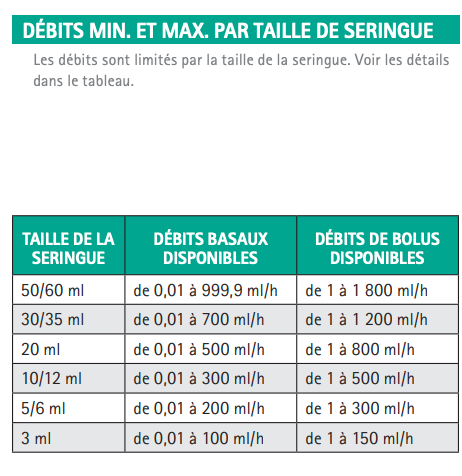 DÉBITS MIN. ET MAX. PAR TAILLE DE SERINGUE
Les débits sont limités par la taille de la seringue. Voir les détails
dans le tableau.
TAILLE DE LA SERINGUE DÉBITS BASAUX DISPONIBLES DÉBITS DE BOLUS DISPONIBLES
50/60 ml de 0,01 à 999,9 ml/h de 1 à 1 800 ml/h
30/35 ml de 0,01 à 700 ml/h de 1 à 1 200 ml/h
20 ml de 0,01 à 500 ml/h de 1 à 800 ml/h
10/12 ml de 0,01 à 300 ml/h de 1 à 500 ml/h
5/6 ml de 0,01 à 200 ml/h de 1 à 300 ml/h
3 ml de 0,01 à 100 ml/h de 1 à 150 ml/h